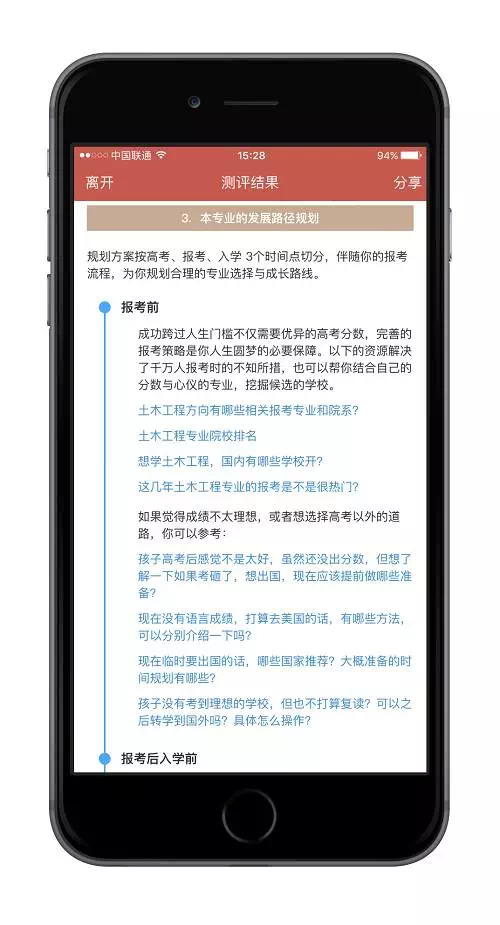 中国联通 15:28 94%
离开 测评结果 分享
3. 本专业的发展路径规划
规划方案按高考、报考、入学 3个时间点切分，伴随你的报考
流程，为你规划合理的专业选择与成长路线。
报考前
成功跨过人生门槛不仅需要优异的高考分数，完善的
报考策略是你人生圆梦的必要保障。以下的资源解决
了千万人报考时的不知所措，也可以帮你结合自己的
分数与心仪的专业，挖掘候选的学校。
土木工程方向有哪些相关报考专业和院系？
土木工程专业院校排名
想学土木工程，国内有哪些学校开？
这几年土木工程专业的报考是不是很热门？
如果觉得成绩不太理想，或者想选择高考以外的道
路，你可以参考：
孩子高考后感觉不是太好，虽然还没出分数，但想了
解一下如果考砸了，想出国，现在应该提前做哪些准
备？
现在没有语言成绩，打算去美国的话，有哪些方法，
可以分别介绍一下吗？
现在临时要出国的话，哪些国家推荐？大概准备的时
间规划有哪些？
孩子没有考到理想的学校，但也不打算复读？可以之
后转学到国外吗？具体怎么操作？
报考后入学前